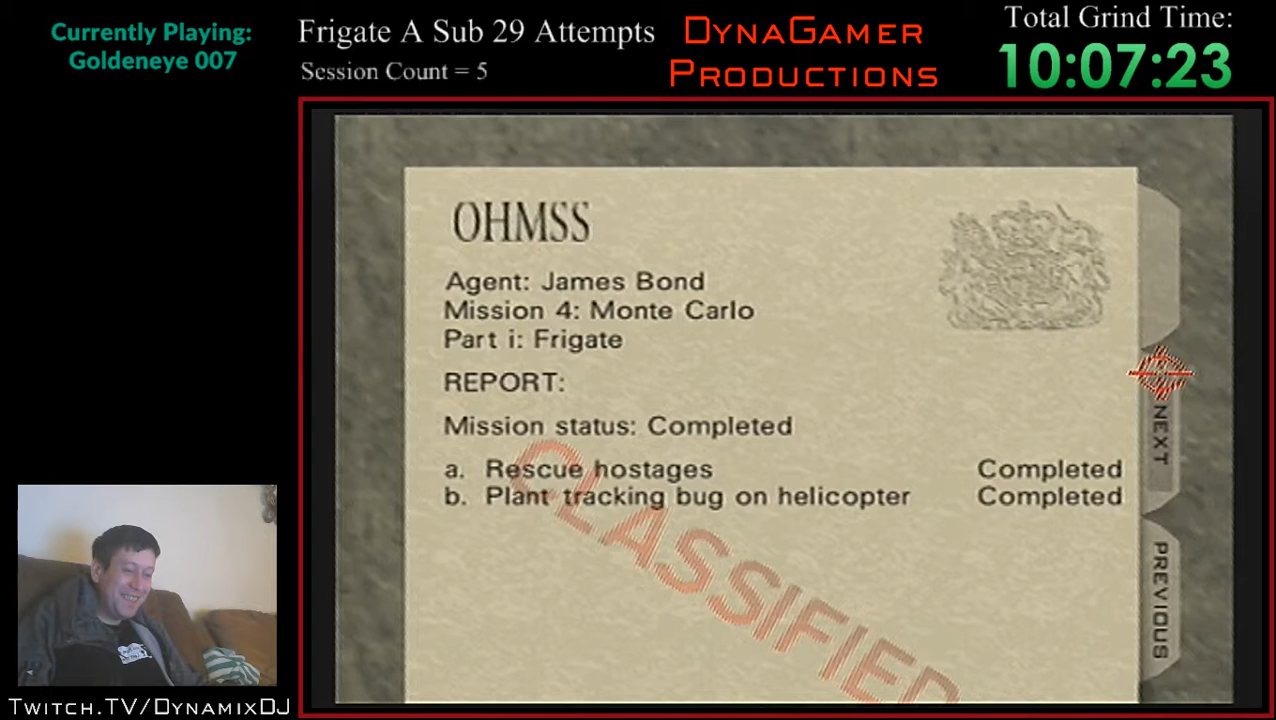 Currently Playing:
Goldeneye 007
Frigate A Sub 29 Attempts
Session Count = 5
DynaGamer
Productions
Total Grind Time:
10:07:23
OHMSS
Agent: James Bond
Mission 4: Monte Carlo
Part i: Frigate
REPORT:
Mission status: Completed
a. Rescue hostages Completed
b. Plant tracking bug on helicopter Completed
CLASSIFIED
NEXT
PREVIOUS
Twitch.TV/DynamixDJ